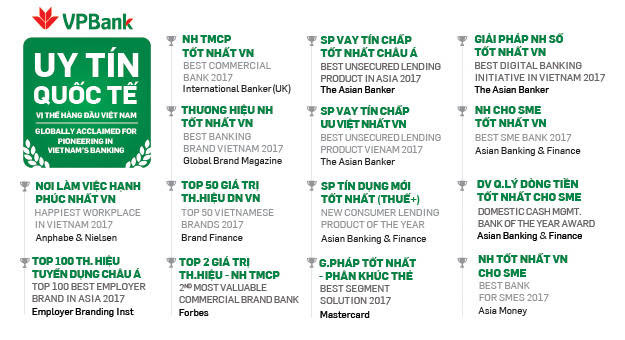 VPBank
UY TÍN
QUỐC TẾ
VỊ THẾ HÀNG ĐẦU VIỆT NAM
GLOBALLY ACCLAIMED FOR
PIONEERING IN
VIETNAM'S BANKING
NH TMCP
TỐT NHẤT VN
BEST COMMERCIAL
BANK 2017
International Banker (UK)
SP VAY TÍN CHẤP
TỐT NHẤT CHÂU Á
BEST UNSECURED LENDING
PRODUCT IN ASIA 2017
The Asian Banker
GIẢI PHÁP NH SỐ
TỐT NHẤT VN
BEST DIGITAL BANKING
INITIATIVE IN VIETNAM 2017
The Asian Banker
THƯƠNG HIỆU NH
TỐT NHẤT VN
BEST BANKING
BRAND VIETNAM 2017
Global Brand Magazine
SP VAY TÍN CHẤP
ƯU VIỆT NHẤT VN
BEST UNSECURED LENDING
PRODUCT VIENAM 2017
The Asian Banker
NH CHO SME
TỐT NHẤT VN
BEST SME BANK 2017
Asian Banking & Finance
NƠI LÀM VIỆC HẠNH
PHÚC NHẤT VN
HAPPIEST WORKPLACE
IN VIETNAM 2017
Anphabe & Nielsen
TOP 50 GIÁ TRỊ
TH.HIỆU DN VN
TOP 50 VIETNAMESE
BRANDS 2017
Brand Finance
SP TÍN DỤNG MỚI
TỐT NHẤT (THUẾ+)
NEW CONSUMER LENDING
PRODUCT OF THE YEAR
Asian Banking & Finance
DV Q.LÝ DÒNG TIỀN
TỐT NHẤT CHO SME
DOMESTIC CASH MGMT.
BANK OF THE YEAR AWARD
Asian Banking & Finance
TOP 100 TH. HIỆU
TUYỂN DỤNG CHÂU Á
TOP 100 BEST EMPLOYER
BRAND IN ASIA 2017
Employer Branding Inst
TOP 2 GIÁ TRỊ
TH.HIỆU - NH TMCP
2ND MOST VALUABLE
COMMERCIAL BRAND BANK
Forbes
G.PHÁP TỐT NHẤT
- PHÂN KHÚC THẺ
BEST SEGMENT
SOLUTION 2017
Mastercard
NH TỐT NHẤT VN
CHO SME
BEST BANK
FOR SMES 2017
Asia Money